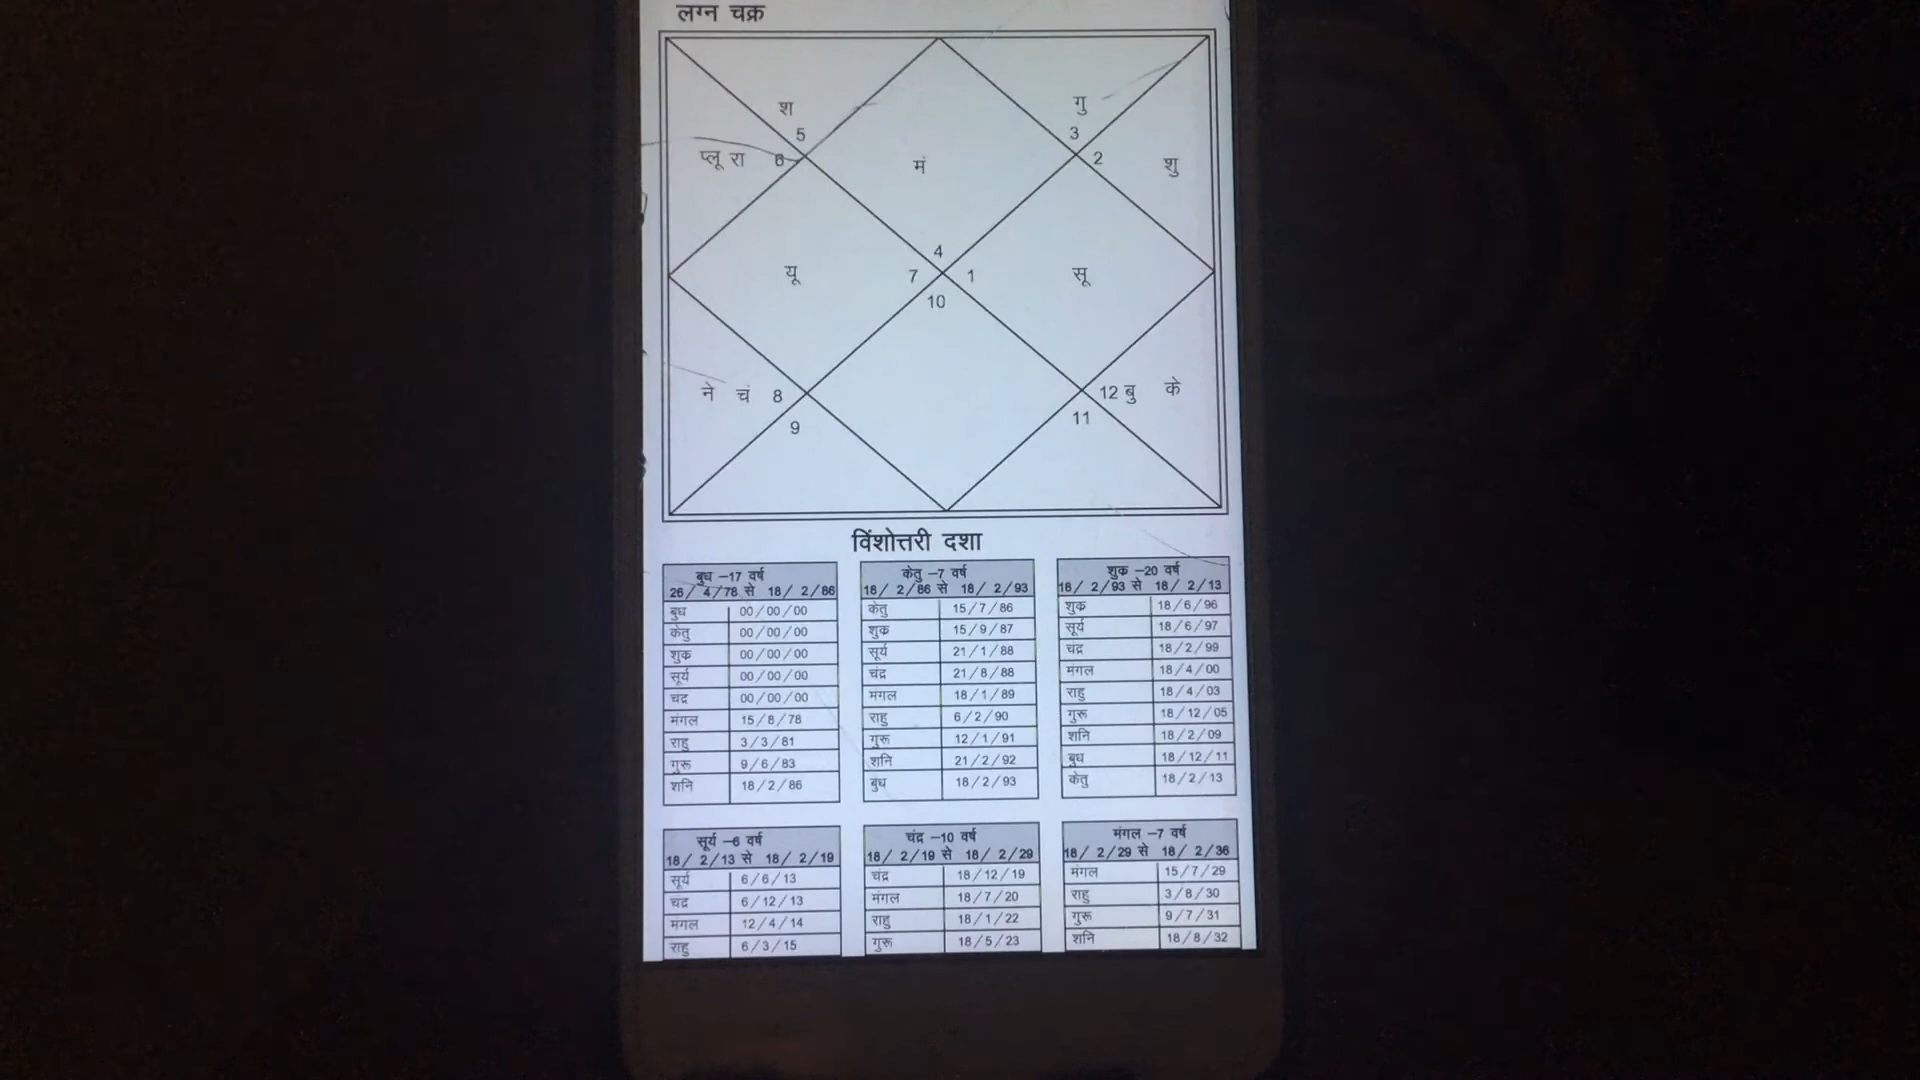 लग्न चक्र
श
गु
5
3
प्लू रा 6
मं
2
शु
4
यू
7
1
सू
10
ने चं 8
12 बु के
9
11
विंशोत्तरी दशा
बुध –17 वर्ष
26/ 4/78 से 18/ 2/86
बुध 00/00/00
केतु 00/00/00
शुक्र 00/00/00
सूर्य 00/00/00
चंद्र 00/00/00
मंगल 15/8/78
राहु 3/3/81
गुरू 9/6/83
शनि 18/2/86
केतु –7 वर्ष
18/ 2/86 से 18/ 2/93
केतु 15/7/86
शुक्र 15/9/87
सूर्य 21/1/88
चंद्र 21/8/88
मंगल 18/1/89
राहु 6/2/90
गुरू 12/1/91
शनि 21/2/92
बुध 18/2/93
शुक्र –20 वर्ष
18/ 2/93 से 18/ 2/13
शुक्र 18/6/96
सूर्य 18/6/97
चंद्र 18/2/99
मंगल 18/4/00
राहु 18/4/03
गुरू 18/12/05
शनि 18/2/09
बुध 18/12/11
केतु 18/2/13
सूर्य –6 वर्ष
18/ 2/13 से 18/ 2/19
सूर्य 6/6/13
चंद्र 6/12/13
मंगल 12/4/14
राहु 6/3/15
चंद्र –10 वर्ष
18/ 2/19 से 18/ 2/29
चंद्र 18/12/19
मंगल 18/7/20
राहु 18/1/22
गुरू 18/5/23
मंगल –7 वर्ष
18/ 2/29 से 18/ 2/36
मंगल 15/7/29
राहु 3/8/30
गुरू 9/7/31
शनि 18/8/32